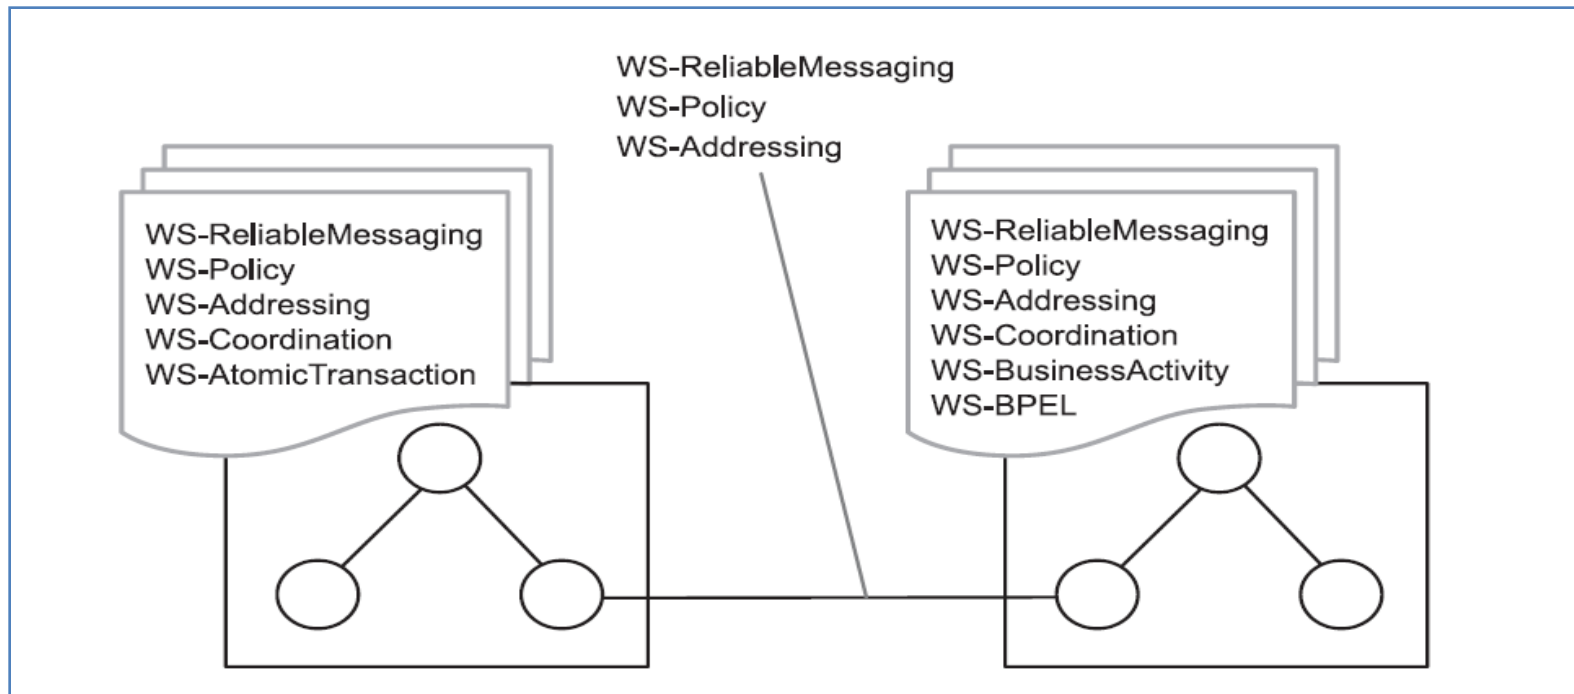 WS-ReliableMessaging
WS-Policy
WS-Addressing
WS-ReliableMessaging
WS-Policy
WS-Addressing
WS-Coordination
WS-AtomicTransaction
WS-ReliableMessaging
WS-Policy
WS-Addressing
WS-Coordination
WS-BusinessActivity
WS-BPEL